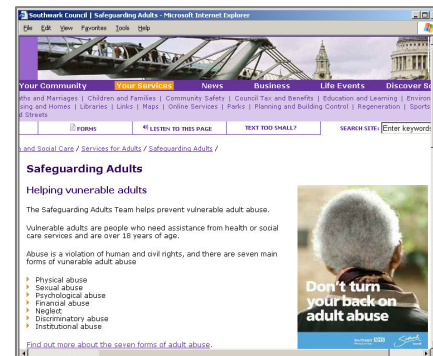 Southwark Council | Safeguarding Adults - Microsoft Internet Explorer
File Edit View Favorites Tools Help
Your Community Your Services News Business Life Events Discover So
ths and Marriages | Children and Families | Community Safety | Council Tax and Benefits | Education and Learning | Environ
sing and Homes | Libraries | Links | Maps | Online Services | Parks | Planning and Building Control | Regeneration | Sports
d Streets
FORMS LISTEN TO THIS PAGE TEXT TOO SMALL? SEARCH SITE: Enter keywords
and Social Care / Services for Adults / Safeguarding Adults /
Safeguarding Adults
Helping vunerable adults
The Safeguarding Adults Team helps prevent vulnerable adult abuse.
Vulnerable adults are people who need assistance from health or social
care services and are over 18 years of age.
Abuse is a violation of human and civil rights, and there are seven main
forms of vunerable adult abuse
Physical abuse
Sexual abuse
Psychological abuse
Financial abuse
Neglect
Discriminatory abuse
Institutional abuse
Find out more about the seven forms of adult abuse.
Don't turn
your back on
adult abuse
Southwark NHS